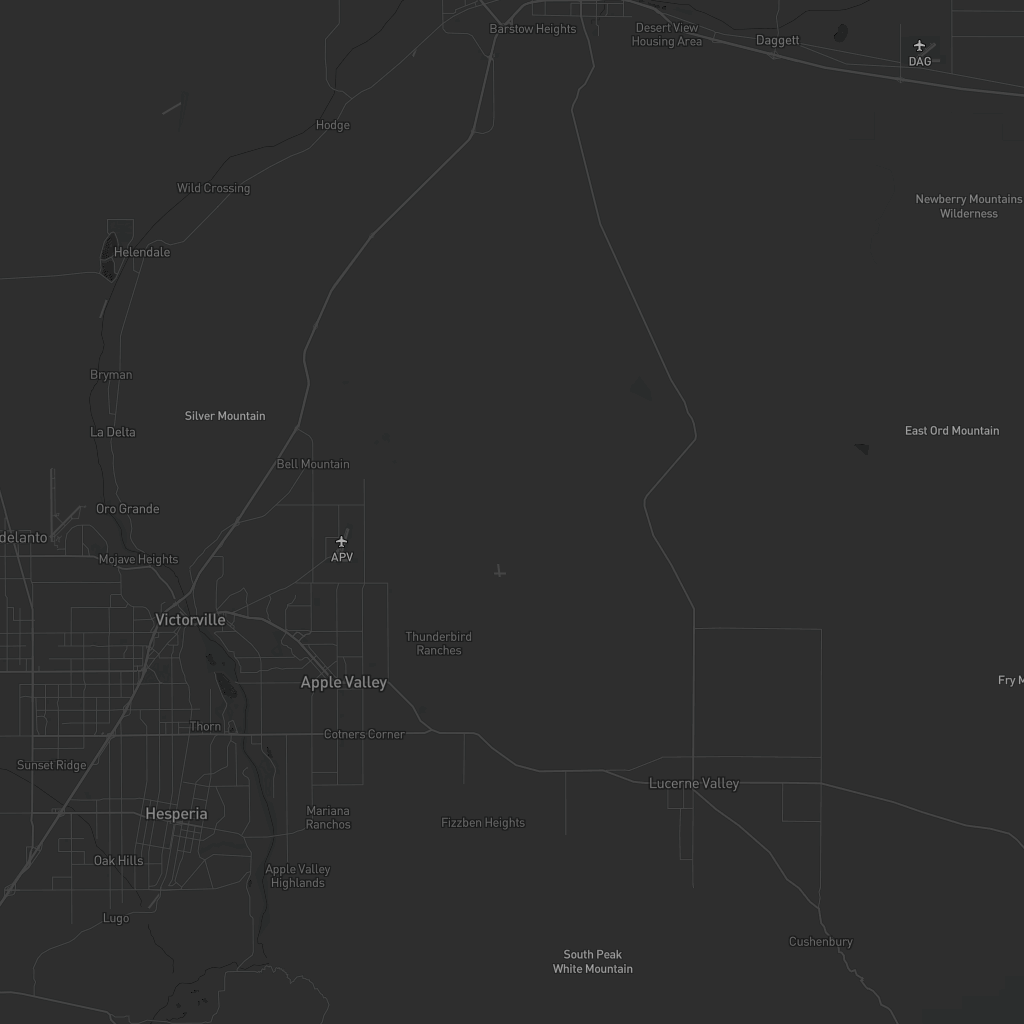 Barstow Heights
Desert View
Housing Area
Daggett
DAG
Hodge
Wild Crossing
Newberry Mountains
Wilderness
Helendale
Bryman
Silver Mountain
La Delta
East Ord Mountain
Bell Mountain
Oro Grande
delanto
Mojave Heights
APV
Victorville
Thunderbird
Ranches
Apple Valley
Fry M
Thorn
Cotners Corner
Sunset Ridge
Lucerne Valley
Hesperia
Mariana
Ranchos
Fizzben Heights
Oak Hills
Apple Valley
Highlands
Lugo
Cushenbury
South Peak
White Mountain